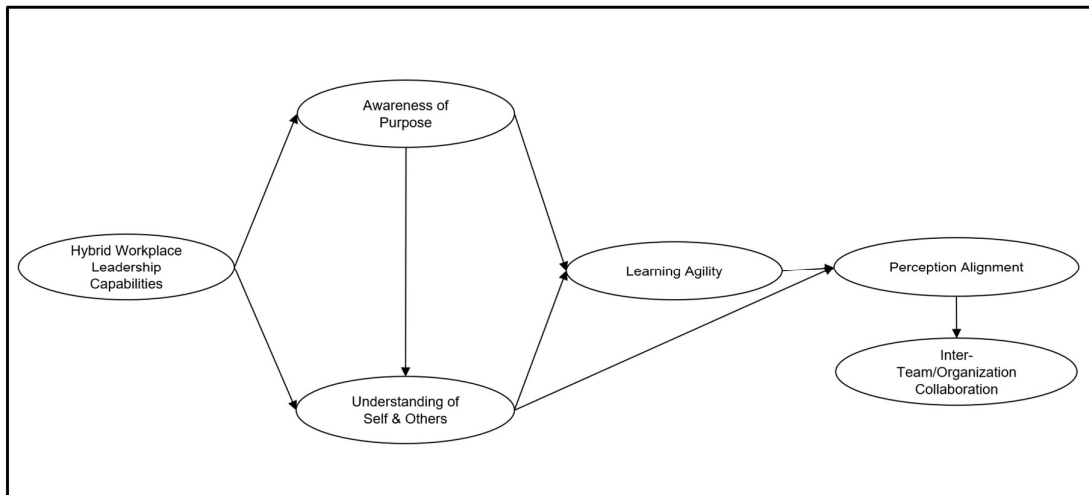 Awareness of
Purpose
Hybrid Workplace
Leadership
Capabilities
Learning Agility
Perception Alignment
Understanding of
Self & Others
Inter-
Team/Organization
Collaboration